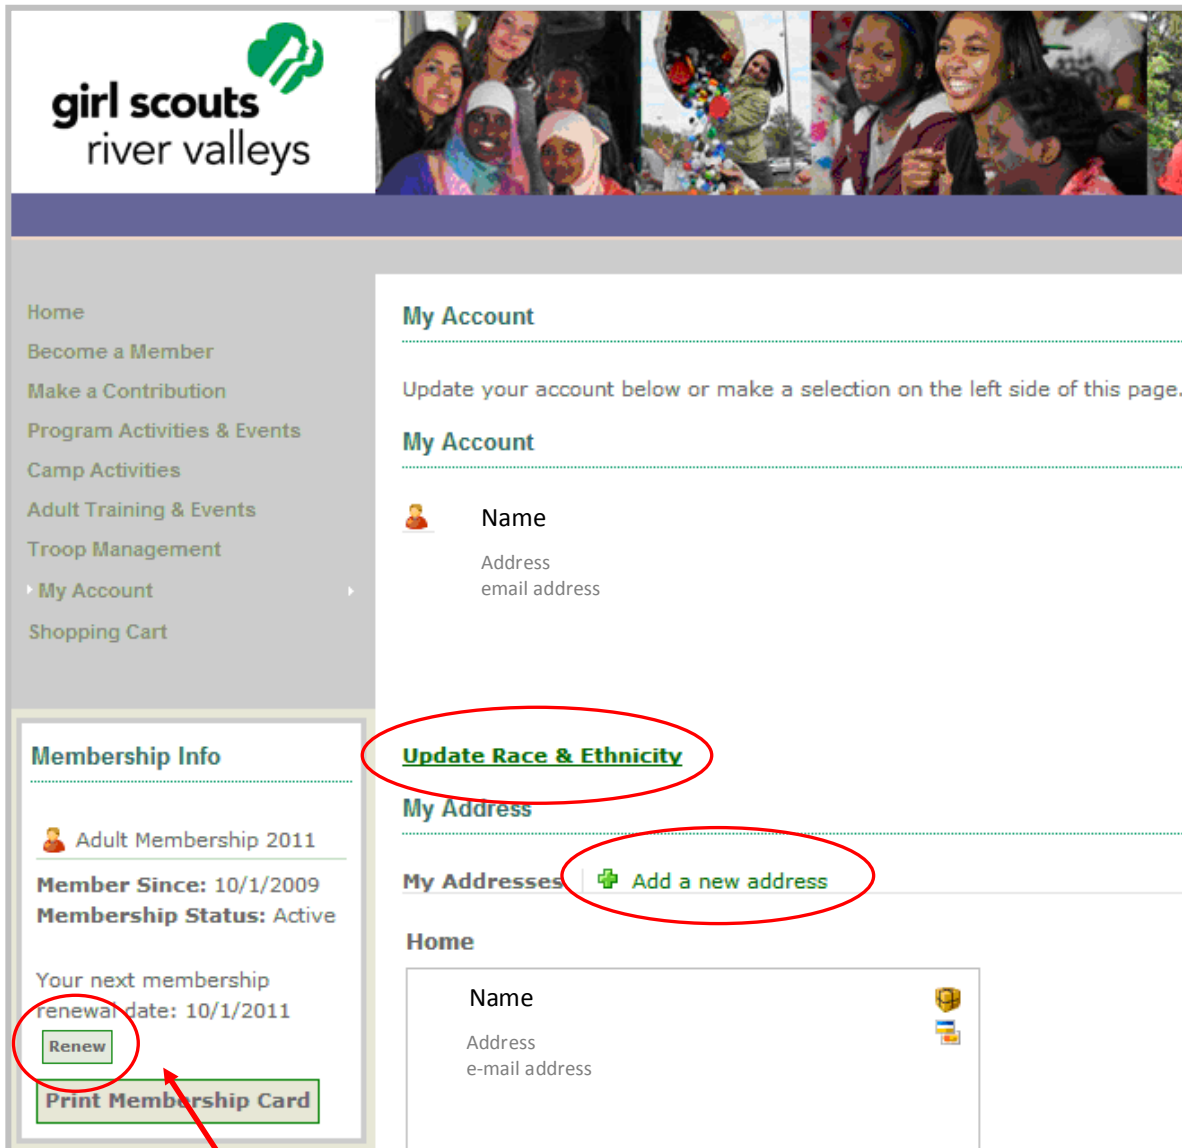 girl scouts
river valleys
Home
Become a Member
Make a Contribution
Program Activities & Events
Camp Activities
Adult Training & Events
Troop Management
My Account
Shopping Cart
Membership Info
Adult Membership 2011
Member Since: 10/1/2009
Membership Status: Active
Your next membership
renewal date: 10/1/2011
Renew
Print Membership Card
My Account
Update your account below or make a selection on the left side of this page.
My Account
Name
Address
email address
Update Race & Ethnicity
My Address
My Addresses
Add a new address
Home
Name
Address
e-mail address